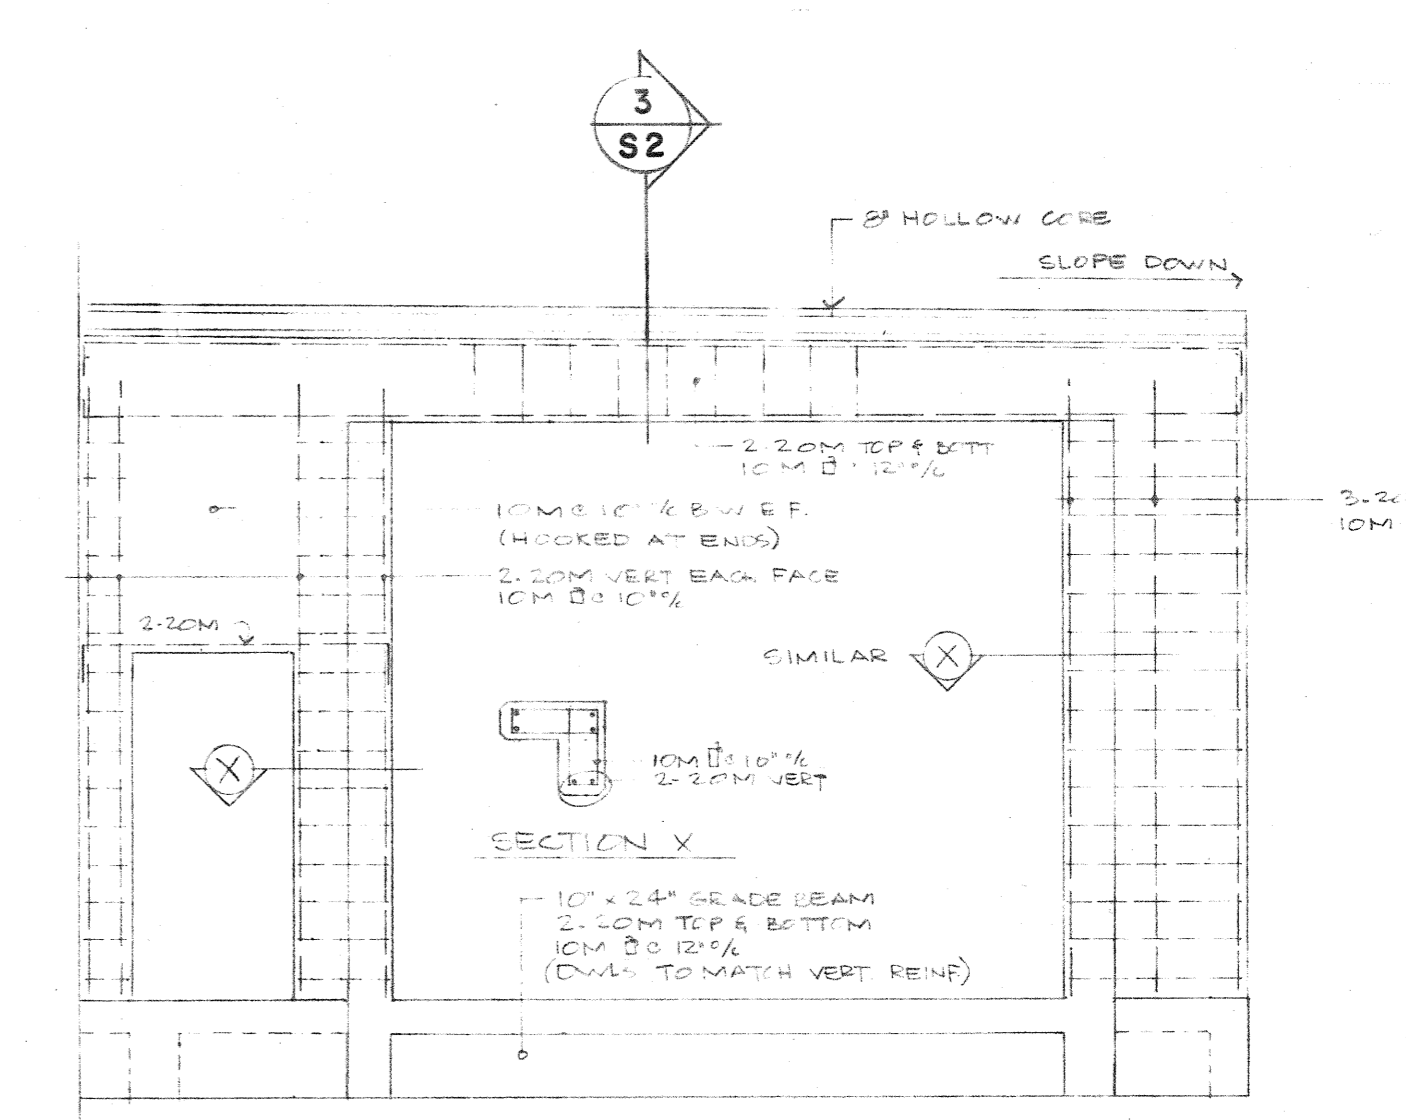 3
S2
8" HOLLOW CORE
SLOPE DOWN
2-20M TOP & BOTT
10M 12" o/c
3-20
10M
10M @ 10" o/c B W E F.
(HOOKED AT ENDS)
2-20M VERT EACH FACE
10M @ 10" o/c
2-20M
SIMILAR X
X
10M @ 10" o/c
2-20M VERT
SECTION X
10" x 24" GRADE BEAM
2-20M TOP & BOTTOM
10M @ 12" o/c
(DWLS TO MATCH VERT. REINF.)